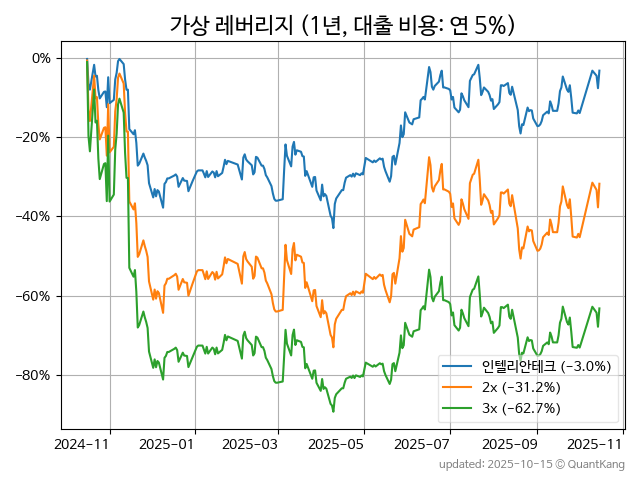 가상 레버리지 (1년, 대출 비용: 연 5%)
0%
−20%
−40%
−60%
−80%
인텔리안테크 (−3.0%)
2x (−31.2%)
3x (−62.7%)
2024-11 2025-01 2025-03 2025-05 2025-07 2025-09 2025-11
updated: 2025-10-15 © QuantKang